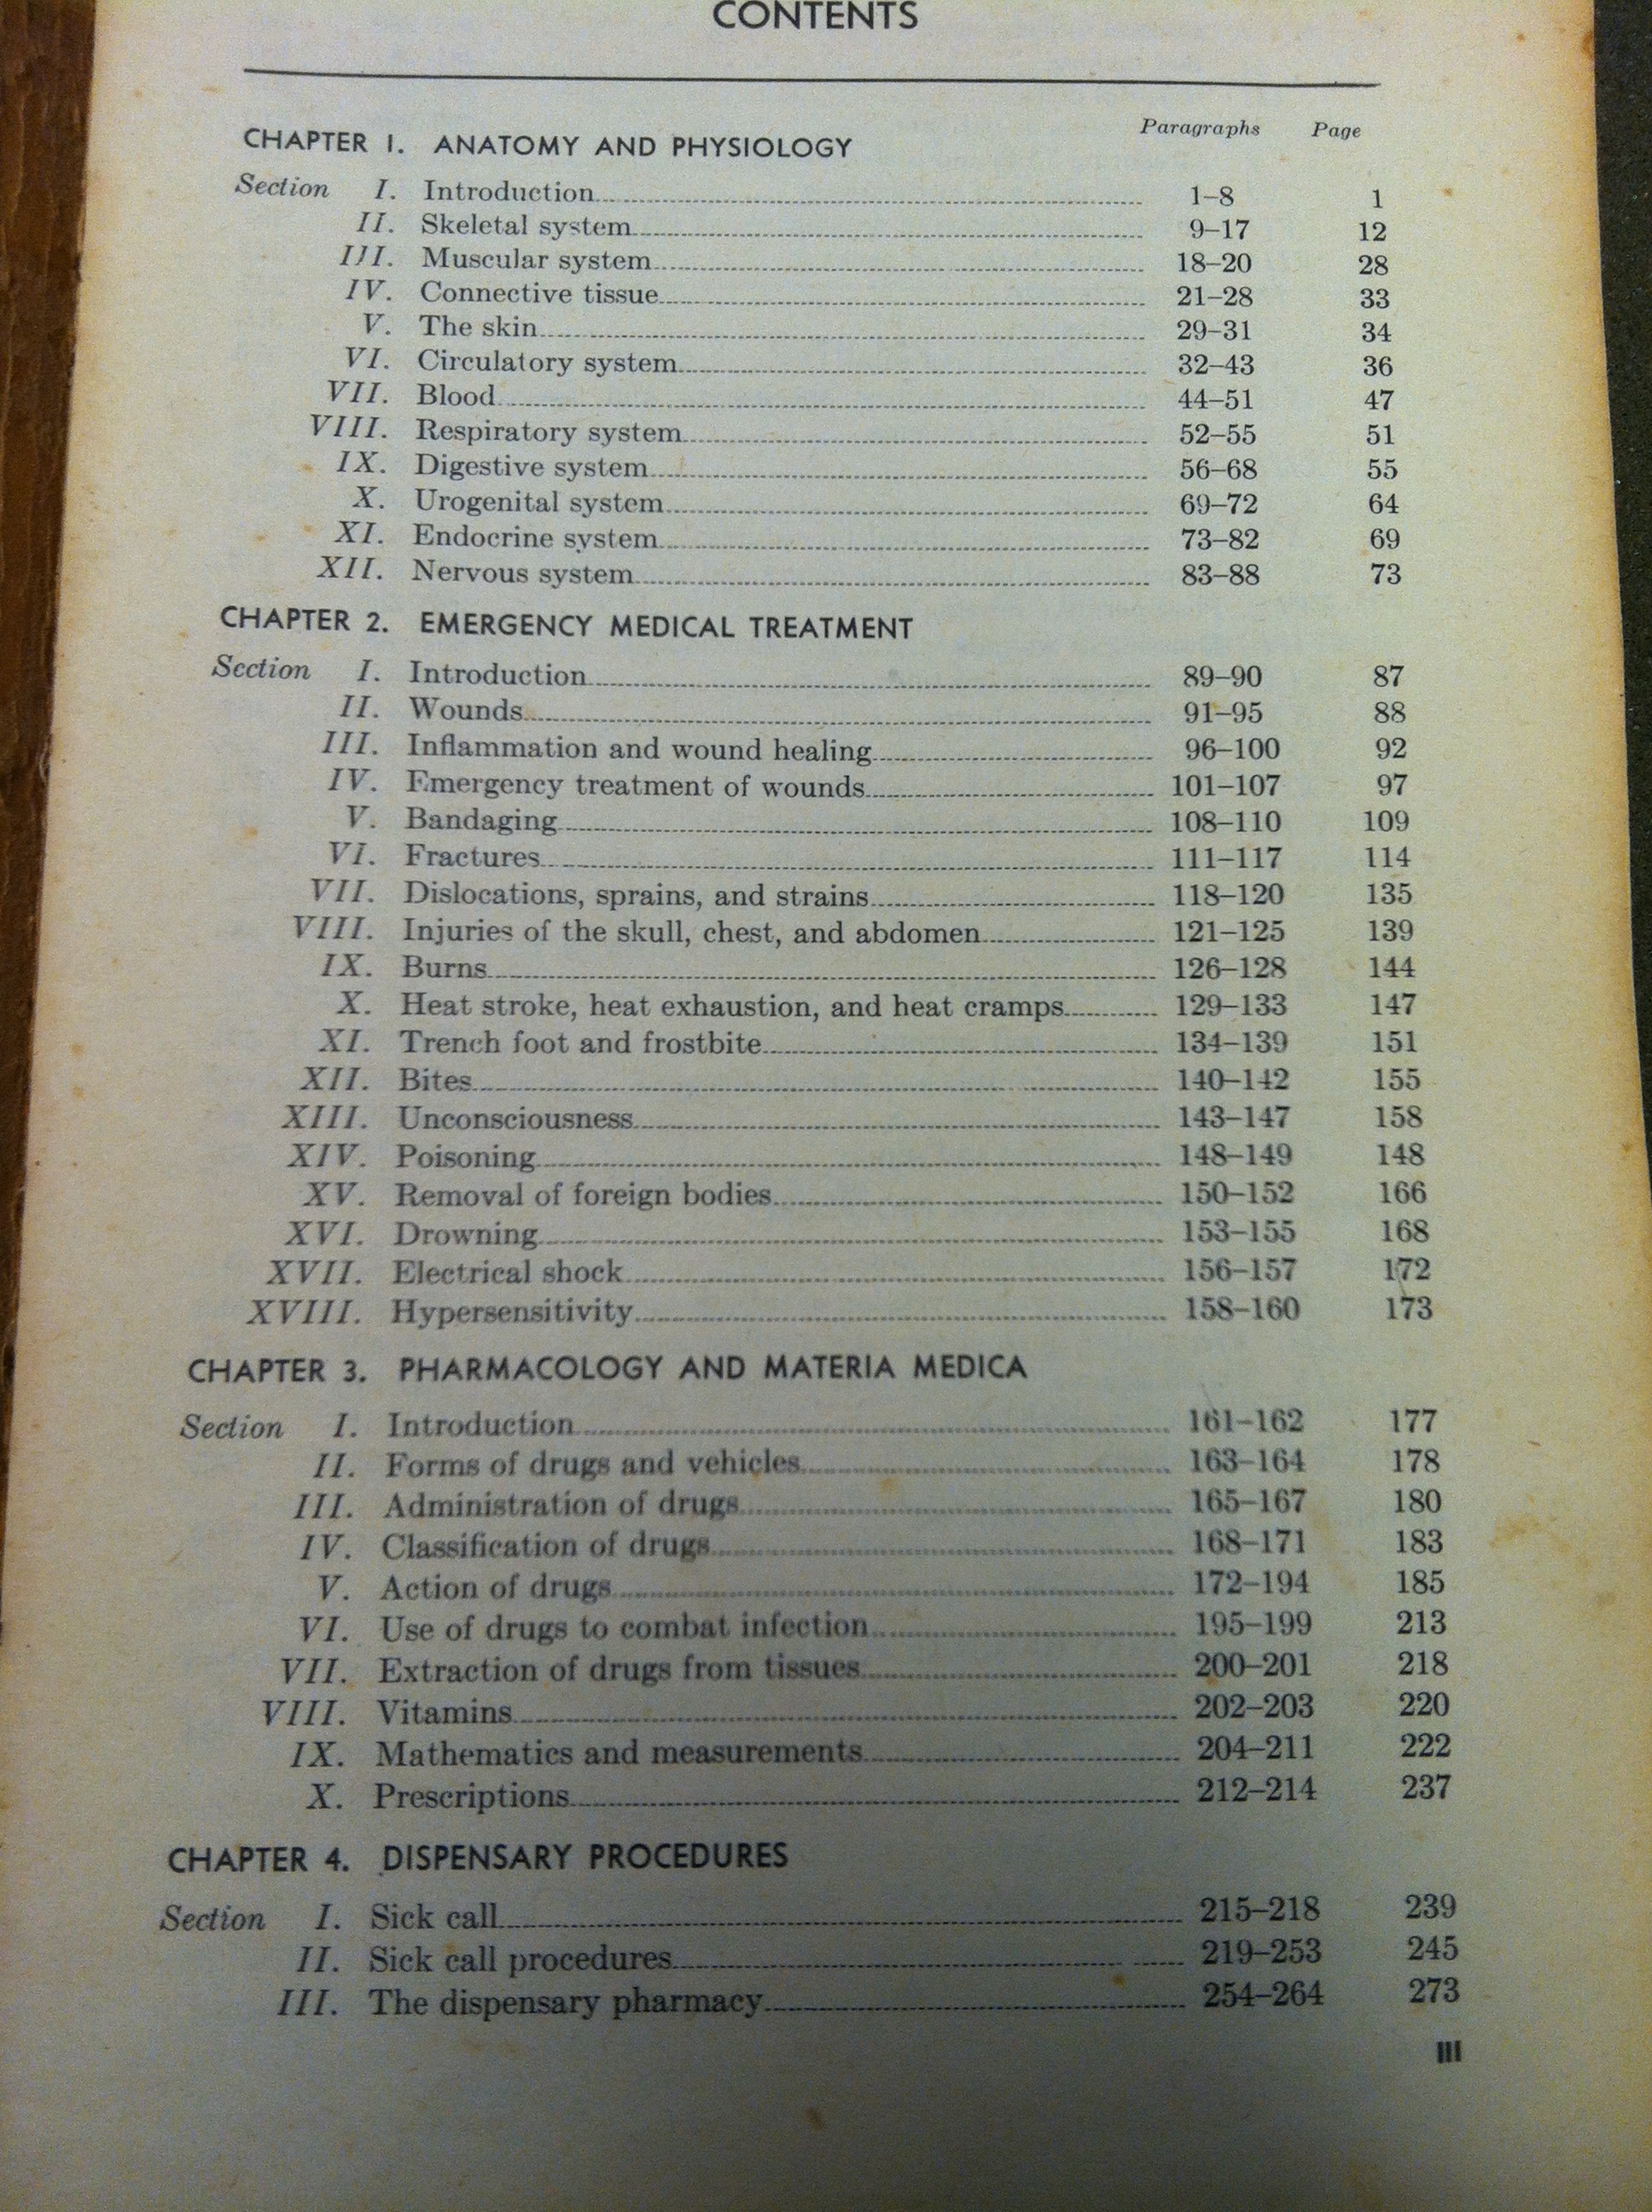 CONTENTS
Paragraphs Page
CHAPTER 1. ANATOMY AND PHYSIOLOGY
Section I. Introduction 1–8 1
II. Skeletal system 9–17 12
III. Muscular system 18–20 28
IV. Connective tissue 21–28 33
V. The skin 29–31 34
VI. Circulatory system 32–43 36
VII. Blood 44–51 47
VIII. Respiratory system 52–55 51
IX. Digestive system 56–68 55
X. Urogenital system 69–72 64
XI. Endocrine system 73–82 69
XII. Nervous system 83–88 73
CHAPTER 2. EMERGENCY MEDICAL TREATMENT
Section I. Introduction 89–90 87
II. Wounds 91–95 88
III. Inflammation and wound healing 96–100 92
IV. Emergency treatment of wounds 101–107 97
V. Bandaging 108–110 109
VI. Fractures 111–117 114
VII. Dislocations, sprains, and strains 118–120 135
VIII. Injuries of the skull, chest, and abdomen 121–125 139
IX. Burns 126–128 144
X. Heat stroke, heat exhaustion, and heat cramps 129–133 147
XI. Trench foot and frostbite 134–139 151
XII. Bites 140–142 155
XIII. Unconsciousness 143–147 158
XIV. Poisoning 148–149 148
XV. Removal of foreign bodies 150–152 166
XVI. Drowning 153–155 168
XVII. Electrical shock 156–157 172
XVIII. Hypersensitivity 158–160 173
CHAPTER 3. PHARMACOLOGY AND MATERIA MEDICA
Section I. Introduction 161–162 177
II. Forms of drugs and vehicles 163–164 178
III. Administration of drugs 165–167 180
IV. Classification of drugs 168–171 183
V. Action of drugs 172–194 185
VI. Use of drugs to combat infection 195–199 213
VII. Extraction of drugs from tissues 200–201 218
VIII. Vitamins 202–203 220
IX. Mathematics and measurements 204–211 222
X. Prescriptions 212–214 237
CHAPTER 4. DISPENSARY PROCEDURES
Section I. Sick call 215–218 239
II. Sick call procedures 219–253 245
III. The dispensary pharmacy 254–264 273
III